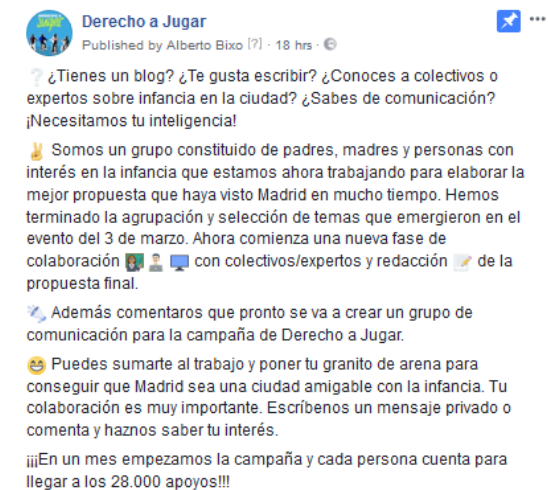 Derecho a Jugar
Published by Alberto Bixo [?] · 18 hrs ·
❔¿Tienes un blog? ¿Te gusta escribir? ¿Conoces a colectivos o
expertos sobre infancia en la ciudad? ¿Sabes de comunicación?
¡Necesitamos tu inteligencia!
✌ Somos un grupo constituido de padres, madres y personas con
interés en la infancia que estamos ahora trabajando para elaborar la
mejor propuesta que haya visto Madrid en mucho tiempo. Hemos
terminado la agrupación y selección de temas que emergieron en el
evento del 3 de marzo. Ahora comienza una nueva fase de
colaboración 👩‍🏫 👨‍🔬 🖥 con colectivos/expertos y redacción 📝 de la
propuesta final.
🗞 Además comentaros que pronto se va a crear un grupo de
comunicación para la campaña de Derecho a Jugar.
😁 Puedes sumarte al trabajo y poner tu granito de arena para
conseguir que Madrid sea una ciudad amigable con la infancia. Tu
colaboración es muy importante. Escríbenos un mensaje privado o
comenta y haznos saber tu interés.
¡¡¡En un mes empezamos la campaña y cada persona cuenta para
llegar a los 28.000 apoyos!!!